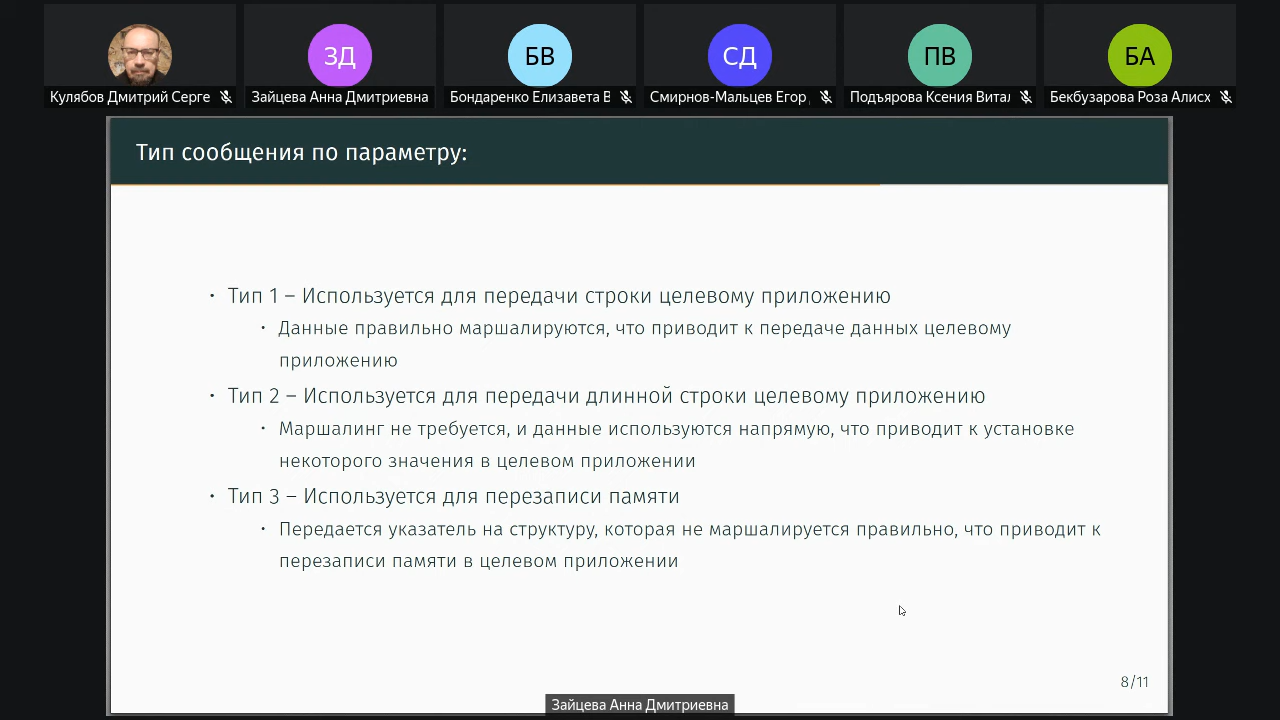 ЗД
БВ
СД
ПВ
БА
Кулябов Дмитрий Серге
Зайцева Анна Дмитриевна
Бондаренко Елизавета В
Смирнов-Мальцев Егор
Подъярова Ксения Витал
Бекбузарова Роза Алисх
Тип сообщения по параметру:
• Тип 1 – Используется для передачи строки целевому приложению
• Данные правильно маршалируются, что приводит к передаче данных целевому
приложению
• Тип 2 – Используется для передачи длинной строки целевому приложению
• Маршалинг не требуется, и данные используются напрямую, что приводит к установке
некоторого значения в целевом приложении
• Тип 3 – Используется для перезаписи памяти
• Передается указатель на структуру, которая не маршалируется правильно, что приводит к
перезаписи памяти в целевом приложении
8/11
Зайцева Анна Дмитриевна